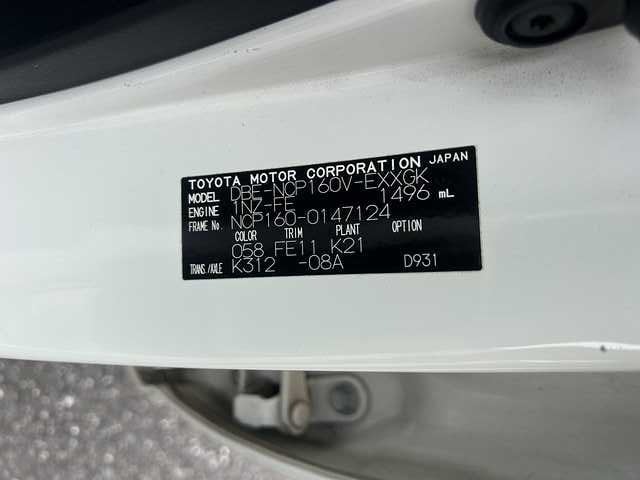 TOYOTA MOTOR CORPORATION JAPAN
MODEL DBE-NCP160V-EXXGK
ENGINE 1NZ-FE 1496 mL
FRAME No. NCP160-0147124
COLOR TRIM PLANT OPTION
058 FE11 K21
TRANS./AXLE K312 -08A D931